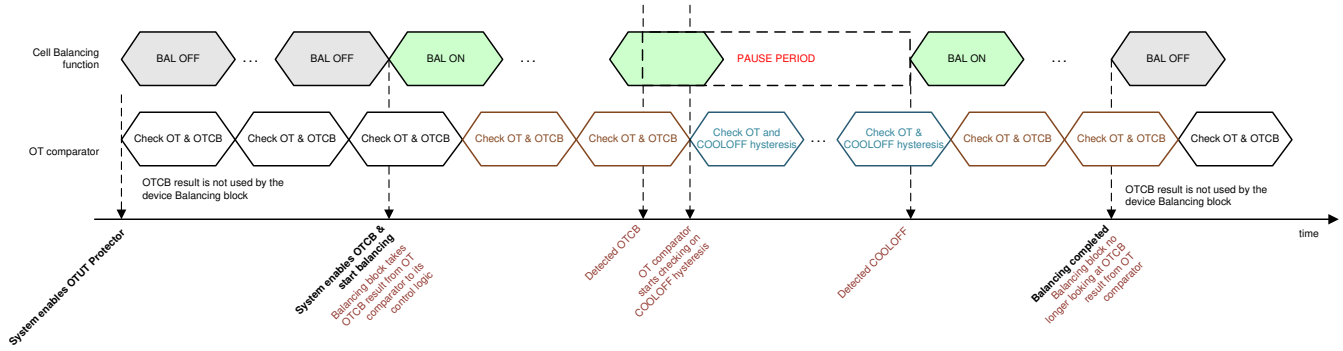 Cell Balancing
function
BAL OFF
...
BAL OFF
BAL ON
...
PAUSE PERIOD
BAL ON
...
BAL OFF
OT comparator
Check OT & OTCB
Check OT & OTCB
Check OT & OTCB
Check OT & OTCB
Check OT & OTCB
Check OT and
COOLOFF hysteresis
...
Check OT &
COOLOFF hysteresis
Check OT & OTCB
Check OT & OTCB
Check OT & OTCB
OTCB result is not used by the
device Balancing block
OTCB result is not used by the
device Balancing block
time
System enables OTUT Protector
System enables OTCB &
start balancing
Balancing block takes
OTCB result from OT
comparator to its
control logic
Detected OTCB
OT comparator
starts checking on
COOLOFF hysteresis
Detected COOLOFF
Balancing completed
Balancing block no
longer looking at OTCB
result from OT
comparator